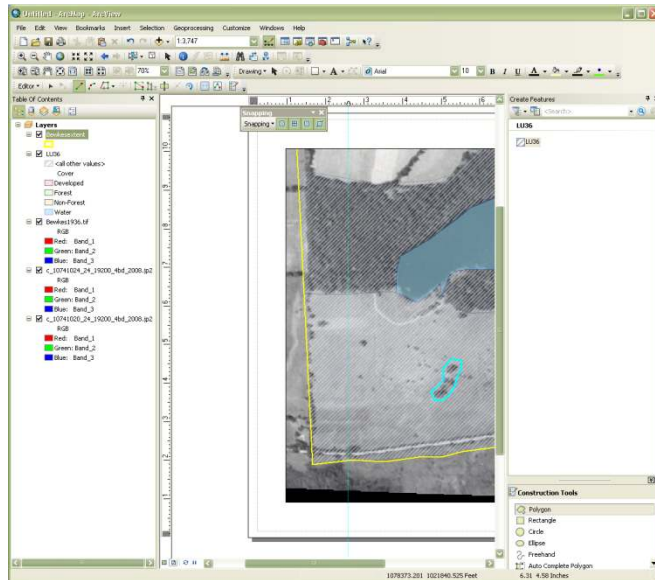 Untitled - ArcMap - ArcView
File Edit View Bookmarks Insert Selection Geoprocessing Customize Windows Help
1:3,747
70%
Drawing
Arial
10
B I U A
Editor
Table Of Contents
Layers
Bewkesextent
LU36
<all other values>
Cover
Developed
Forest
Non-Forest
Water
Bewkes1936.tif
RGB
Red: Band_1
Green: Band_2
Blue: Band_3
c_10741024_24_19200_4bd_2008.jp2
RGB
Red: Band_1
Green: Band_2
Blue: Band_3
c_10741020_24_19200_4bd_2008.jp2
RGB
Red: Band_1
Green: Band_2
Blue: Band_3
Snapping
Snapping
Create Features
<Search>
LU36
LU36
Construction Tools
Polygon
Rectangle
Circle
Ellipse
Freehand
Auto Complete Polygon
1078373.201 1021840.525 Feet
6.31 4.58 Inches